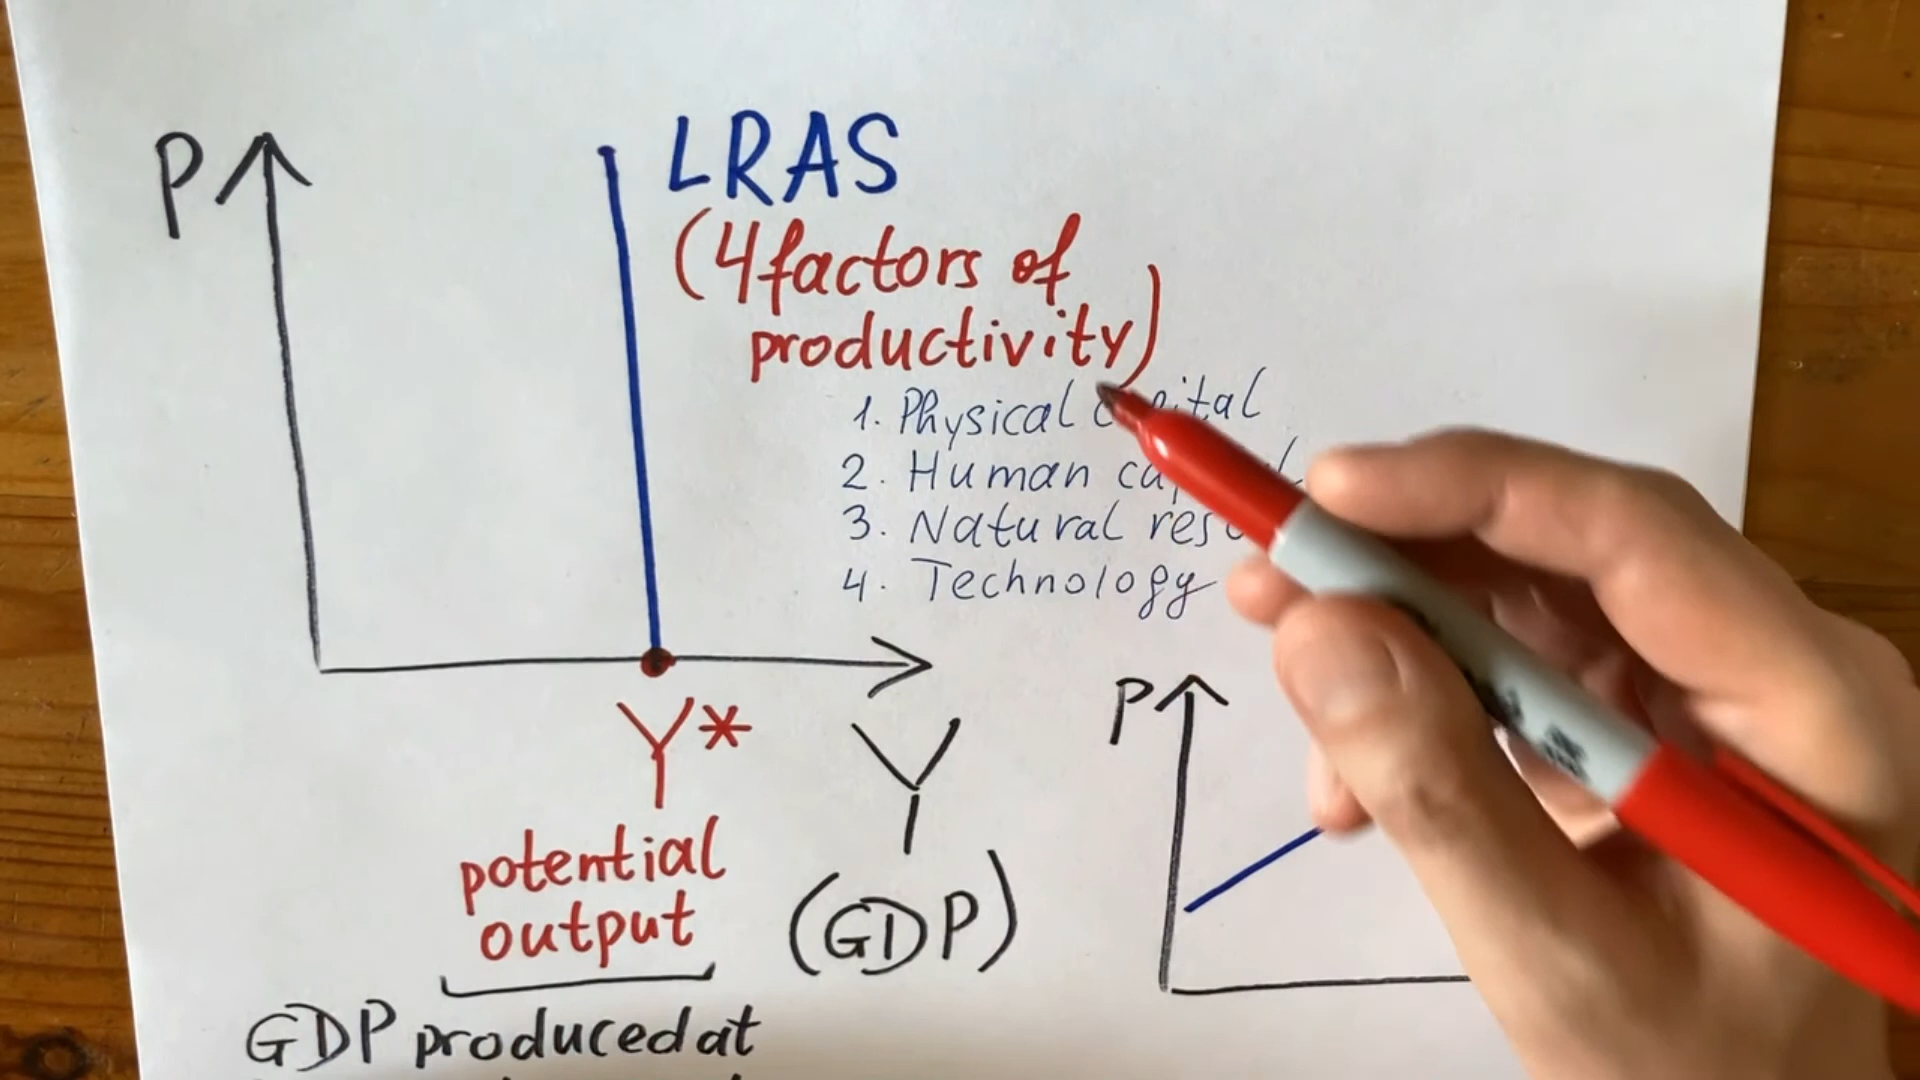 P
LRAS
(4 factors of
productivity)
1. Physical
2. Human
3. Natural
4. Technology
Y*
Y
potential
output
(GDP)
GDP produced at
P